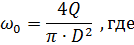 ω₀ = 4Q / (π · D²) , где